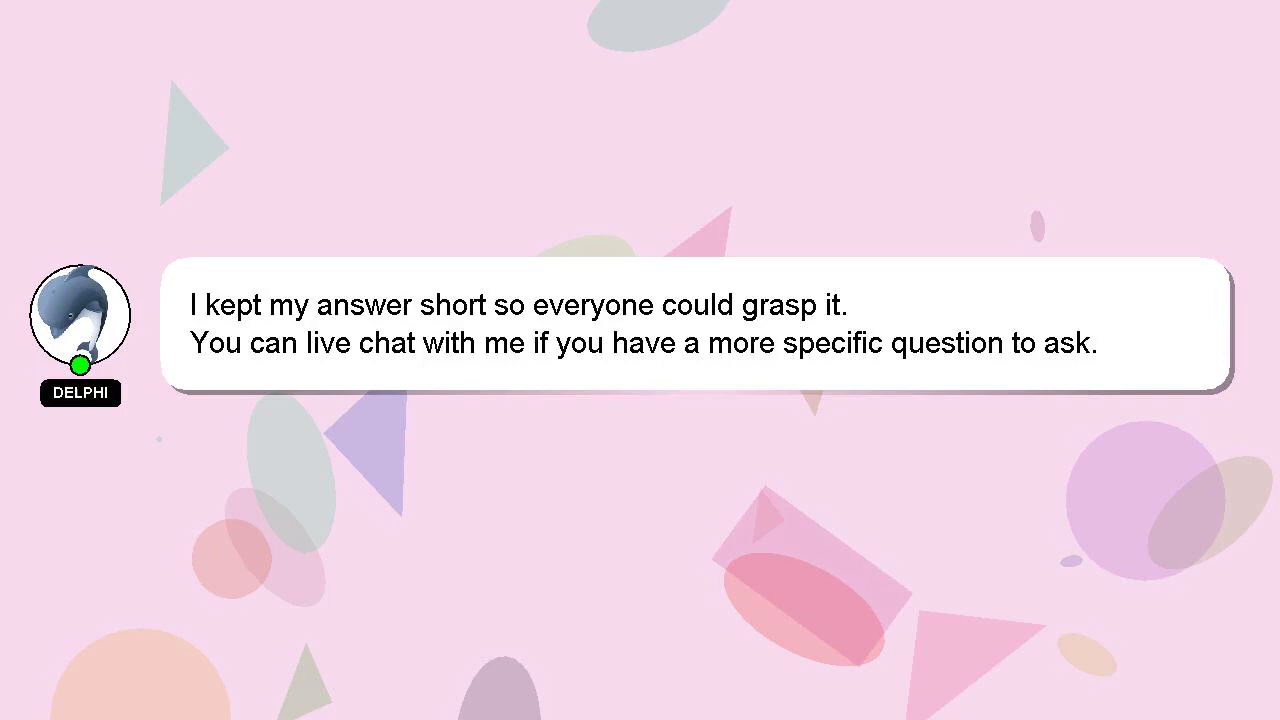 I kept my answer short so everyone could grasp it.
You can live chat with me if you have a more specific question to ask.
DELPHI